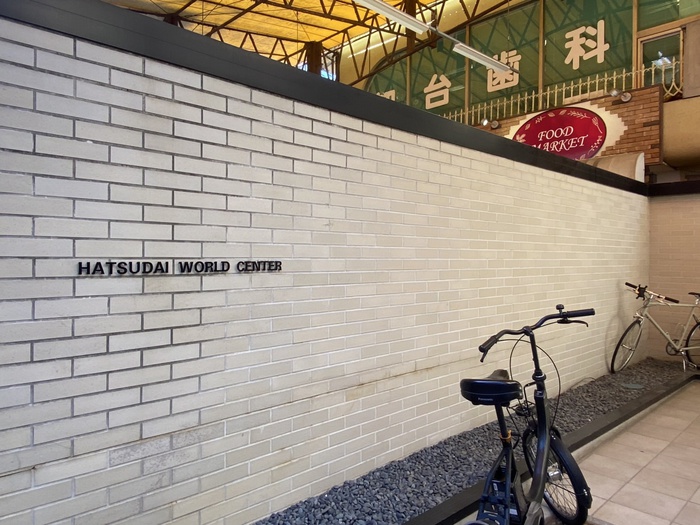 台歯科
FOOD
MARKET
HATSUDAI WORLD CENTER